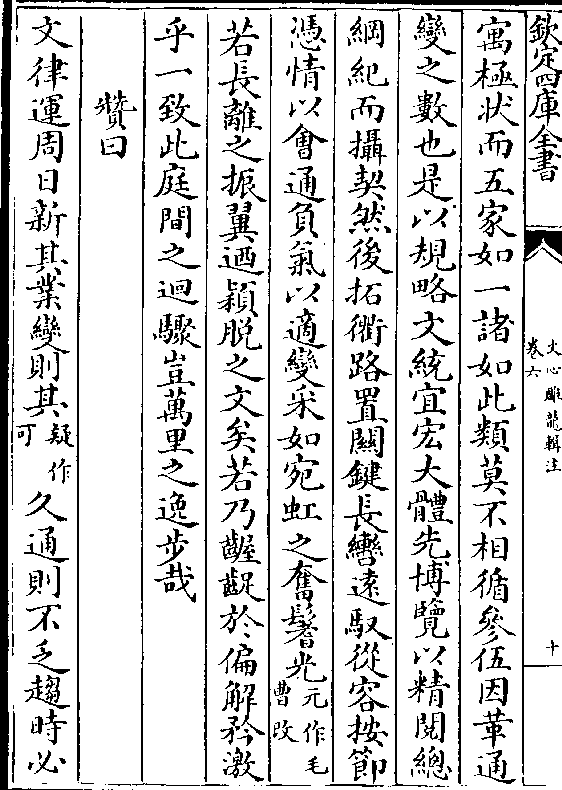 欽定四庫全書
文心雕龍輯注
卷六
十
寓極狀而五家如一諸如此類莫不相循參伍因革通
變之數也是以規略文統宜宏大體先博覽以精閱總
綱紀而攝契然後拓衢路置關鍵長轡遠馭從容按節
憑情以會通負氣以適變采如宛虹之奮鬐光元作毛曹改
若長離之振翼迺穎脫之文矣若乃齷齪於偏解矜激
乎一致此庭間之迴驟豈萬里之逸步哉
贊曰
文律運周日新其業變則其疑作可久通則不乏趨時必